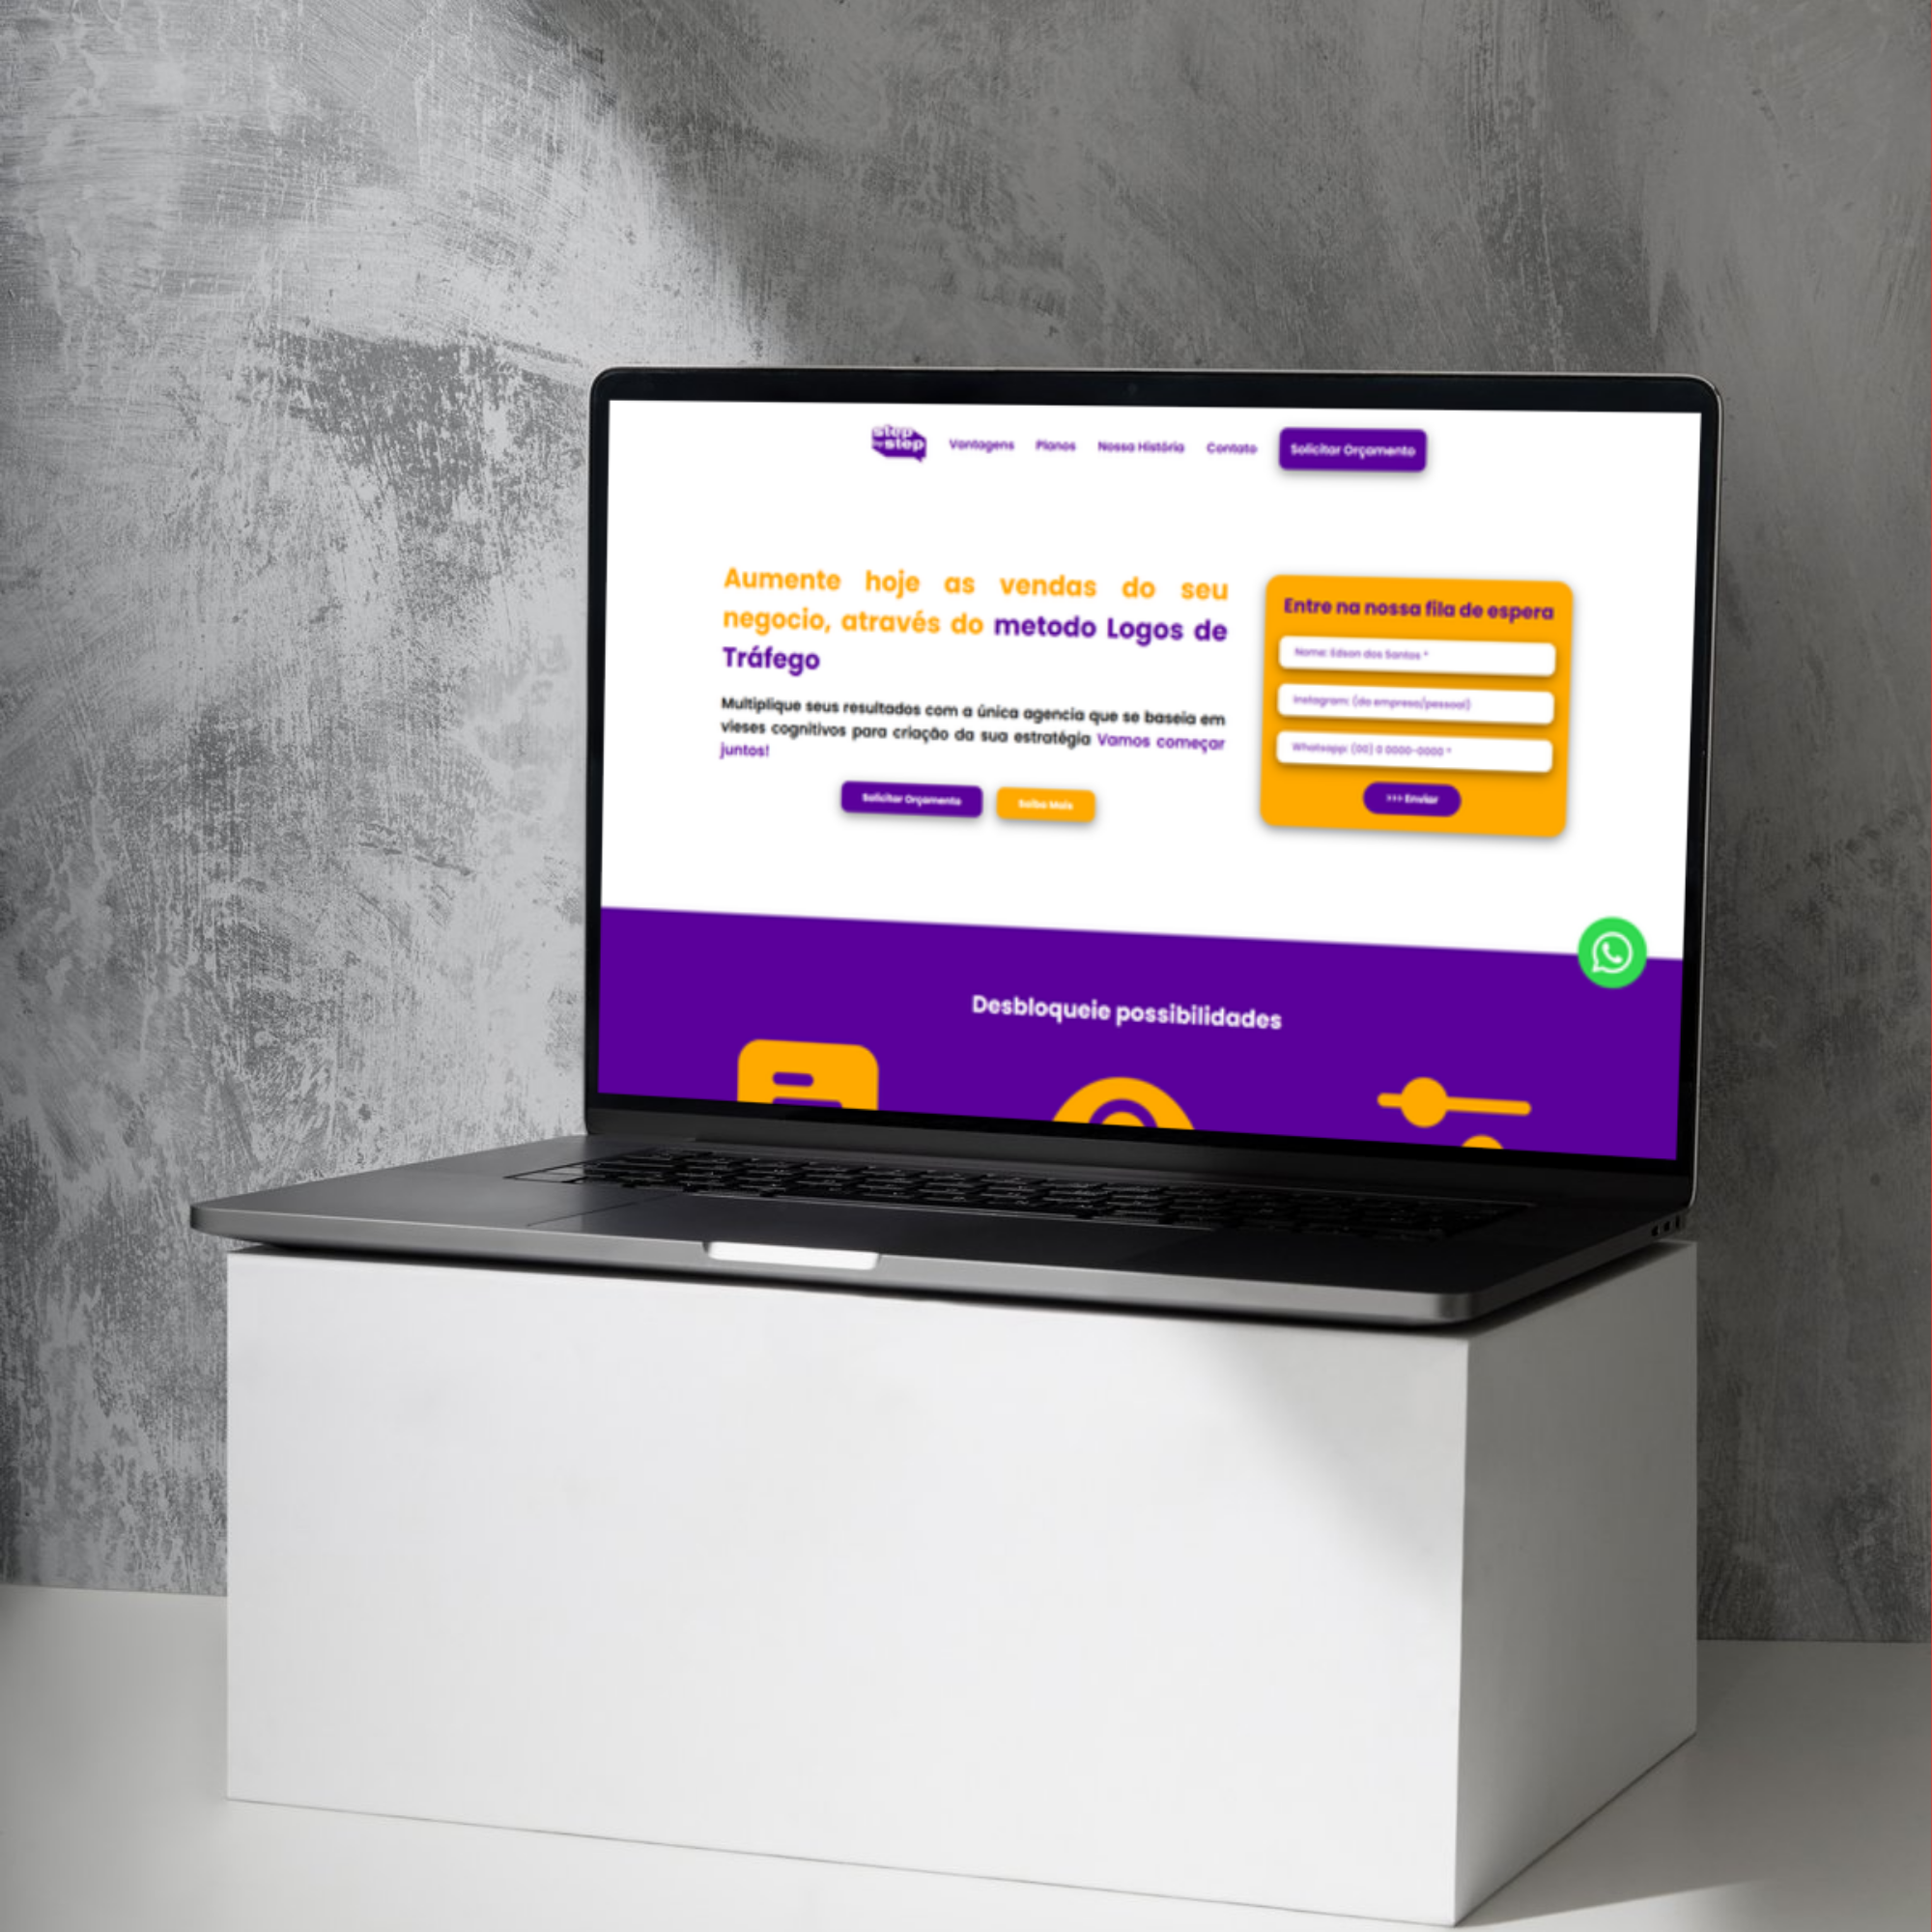 step
by step
Vantagens Planos Nossa História Contato Solicitar Orçamento
Aumente hoje as vendas do seu
negocio, através do metodo Logos de
Tráfego
Multiplique seus resultados com a única agencia que se baseia em
vieses cognitivos para criação da sua estratégia Vamos começar
juntos!
Solicitar Orçamento Saiba Mais
Entre na nossa fila de espera
Nome: Edson dos Santos *
Instagram: (da empresa/pessoal)
Whatsapp: (00) 0 0000-0000 *
>>> Enviar
Desbloqueie possibilidades